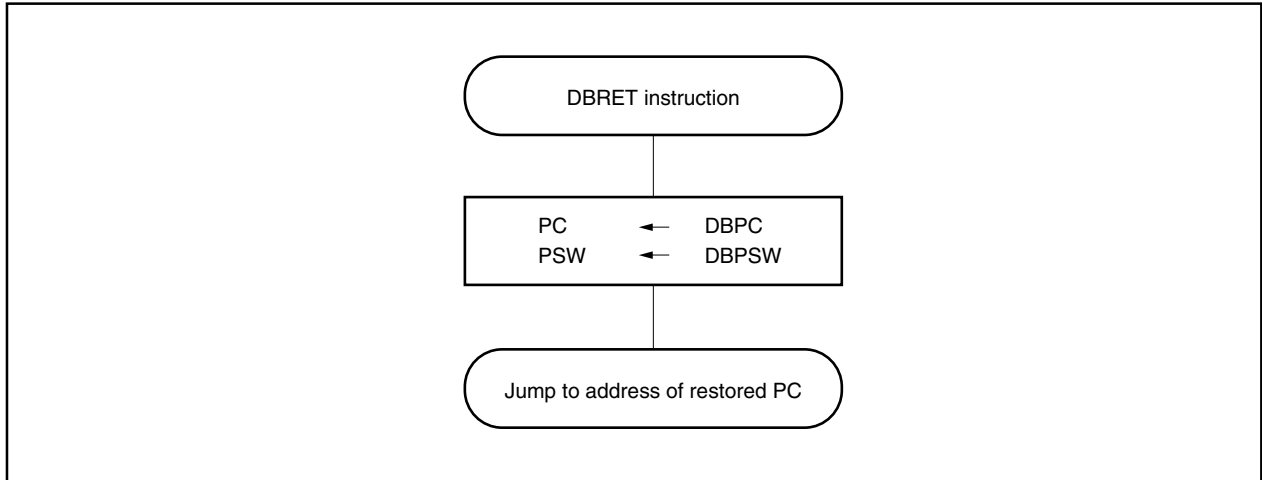 DBRET instruction
PC ← DBPC
PSW ← DBPSW
Jump to address of restored PC